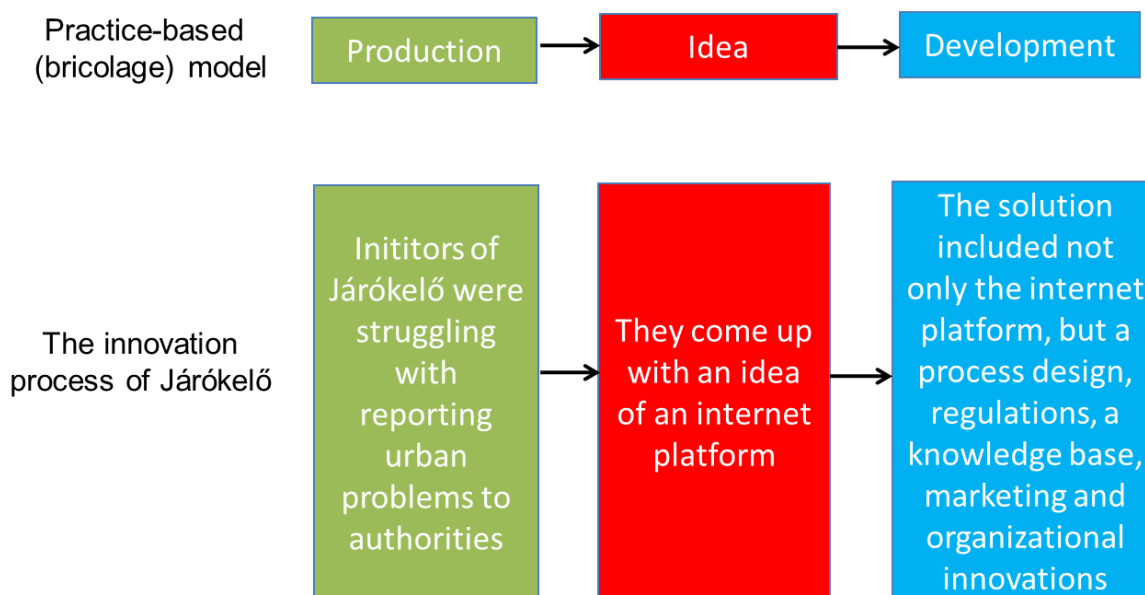 Practice-based
(bricolage) model
Production
Idea
Development
The innovation
process of Járókelő
Inititors of
Járókelő were
struggling
with
reporting
urban
problems to
authorities
They come up
with an idea
of an internet
platform
The solution
included not
only the internet
platform, but a
process design,
regulations, a
knowledge base,
marketing and
organizational
innovations